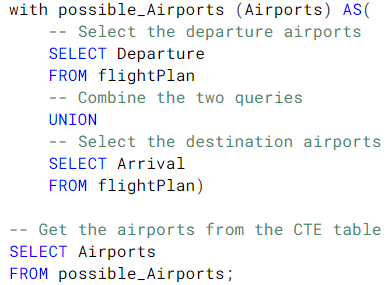 with possible_Airports (Airports) AS(
    -- Select the departure airports
    SELECT Departure
    FROM flightPlan
    -- Combine the two queries
    UNION
    -- Select the destination airports
    SELECT Arrival
    FROM flightPlan)

-- Get the airports from the CTE table
SELECT Airports
FROM possible_Airports;